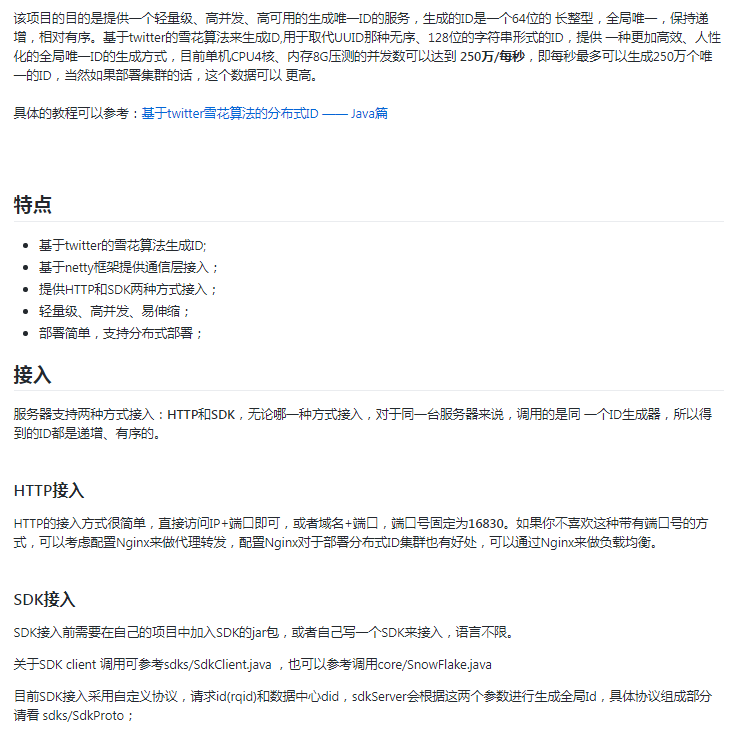 该项目的目的是提供一个轻量级、高并发、高可用的生成唯一ID的服务，生成的ID是一个64位的 长整型，全局唯一，保持递
增，相对有序。基于twitter的雪花算法来生成ID,用于取代UUID那种无序、128位的字符串形式的ID，提供 一种更加高效、人性
化的全局唯一ID的生成方式，目前单机CPU4核、内存8G压测的并发数可以达到 250万/每秒，即每秒最多可以生成250万个唯
一的ID，当然如果部署集群的话，这个数据可以 更高。
具体的教程可以参考：基于twitter雪花算法的分布式ID —— Java篇
特点
• 基于twitter的雪花算法生成ID;
• 基于netty框架提供通信层接入；
• 提供HTTP和SDK两种方式接入；
• 轻量级、高并发、易伸缩；
• 部署简单，支持分布式部署；
接入
服务器支持两种方式接入：HTTP和SDK，无论哪一种方式接入，对于同一台服务器来说，调用的是同 一个ID生成器，所以得
到的ID都是递增、有序的。
HTTP接入
HTTP的接入方式很简单，直接访问IP+端口即可，或者域名+端口，端口号固定为16830。如果你不喜欢这种带有端口号的方
式，可以考虑配置Nginx来做代理转发，配置Nginx对于部署分布式ID集群也有好处，可以通过Nginx来做负载均衡。
SDK接入
SDK接入前需要在自己的项目中加入SDK的jar包，或者自己写一个SDK来接入，语言不限。
关于SDK client 调用可参考sdks/SdkClient.java ，也可以参考调用core/SnowFlake.java
目前SDK接入采用自定义协议，请求id(rqid)和数据中心did，sdkServer会根据这两个参数进行生成全局Id，具体协议组成部分
请看 sdks/SdkProto；